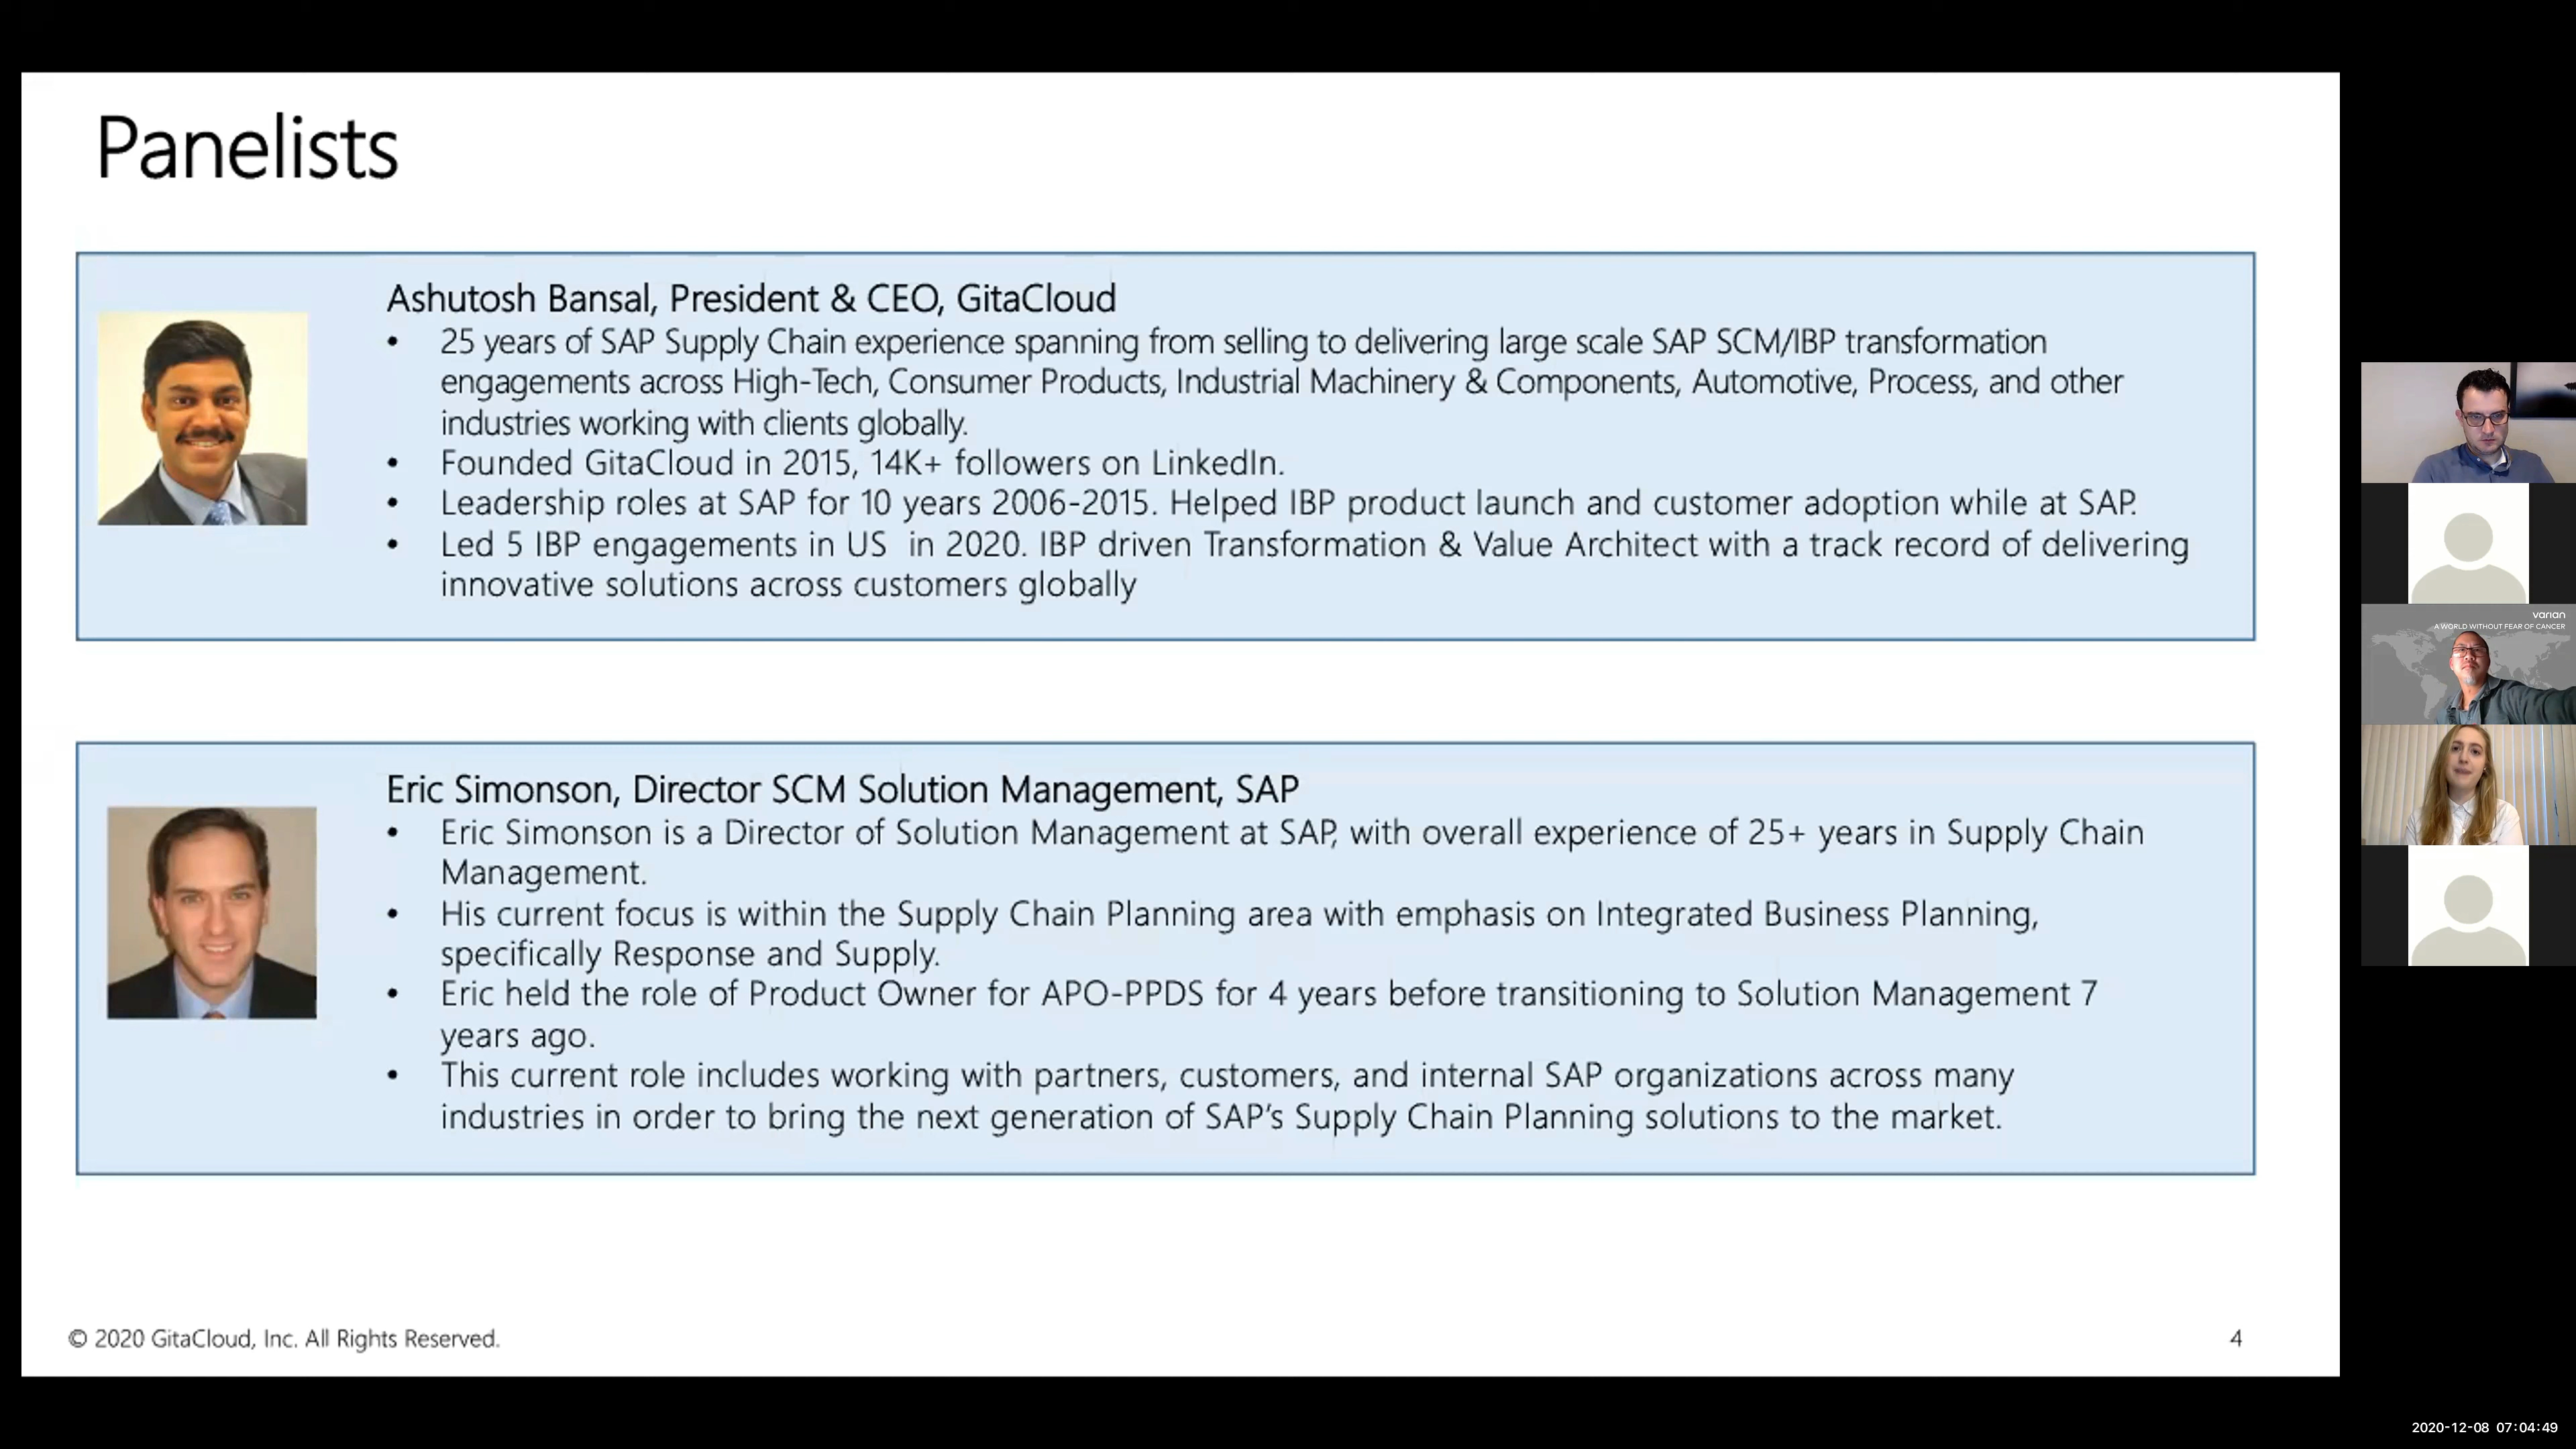 Panelists
Ashutosh Bansal, President & CEO, GitaCloud
• 25 years of SAP Supply Chain experience spanning from selling to delivering large scale SAP SCM/IBP transformation
engagements across High-Tech, Consumer Products, Industrial Machinery & Components, Automotive, Process, and other
industries working with clients globally.
• Founded GitaCloud in 2015, 14K+ followers on LinkedIn.
• Leadership roles at SAP for 10 years 2006-2015. Helped IBP product launch and customer adoption while at SAP.
• Led 5 IBP engagements in US  in 2020. IBP driven Transformation & Value Architect with a track record of delivering
innovative solutions across customers globally
Eric Simonson, Director SCM Solution Management, SAP
• Eric Simonson is a Director of Solution Management at SAP, with overall experience of 25+ years in Supply Chain
Management.
• His current focus is within the Supply Chain Planning area with emphasis on Integrated Business Planning,
specifically Response and Supply.
• Eric held the role of Product Owner for APO-PPDS for 4 years before transitioning to Solution Management 7
years ago.
• This current role includes working with partners, customers, and internal SAP organizations across many
industries in order to bring the next generation of SAP's Supply Chain Planning solutions to the market.
© 2020 GitaCloud, Inc. All Rights Reserved.
4
varian
A WORLD WITHOUT FEAR OF CANCER
2020-12-08 07:04:49